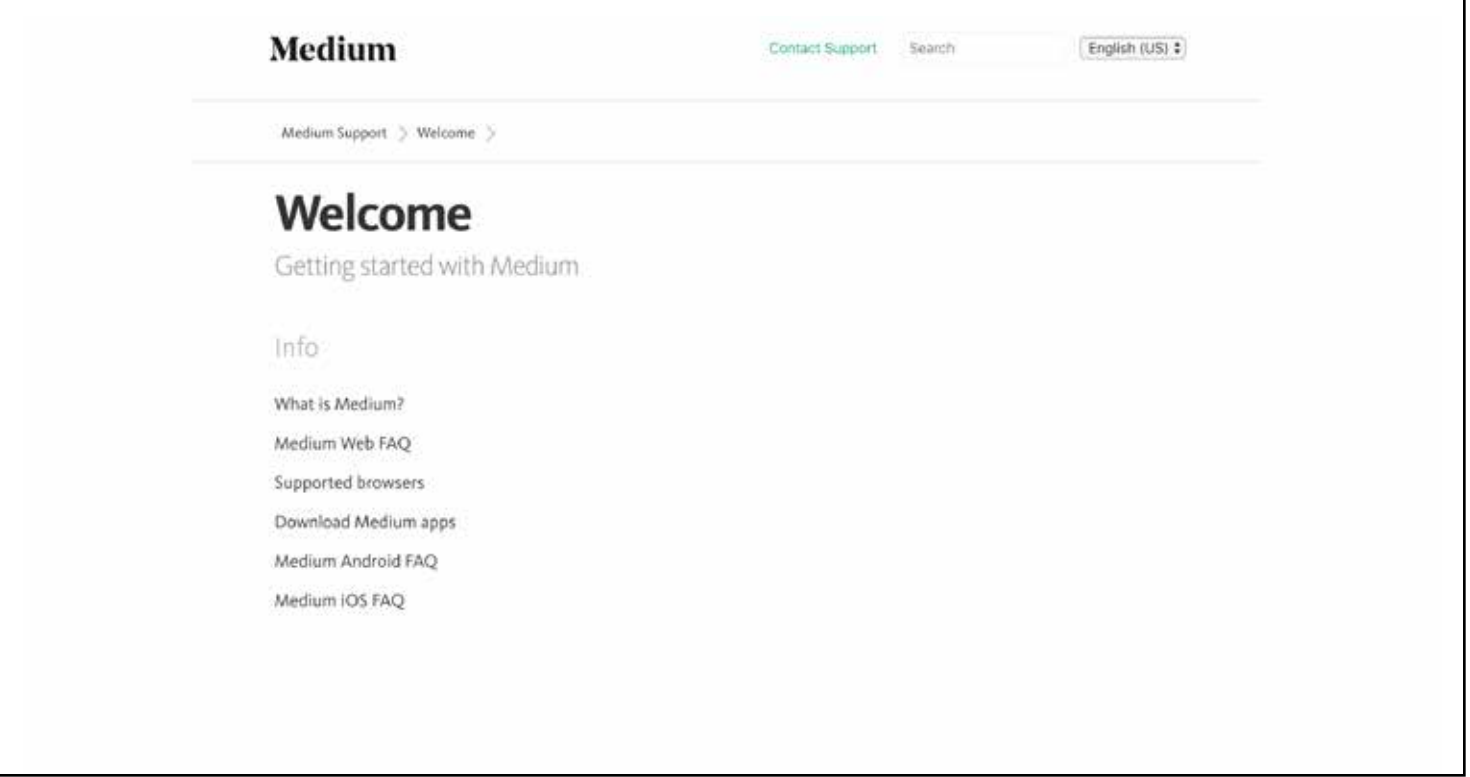 Medium
Contact Support Search English (US)
Medium Support Welcome
Welcome
Getting started with Medium
Info
What is Medium?
Medium Web FAQ
Supported browsers
Download Medium apps
Medium Android FAQ
Medium iOS FAQ